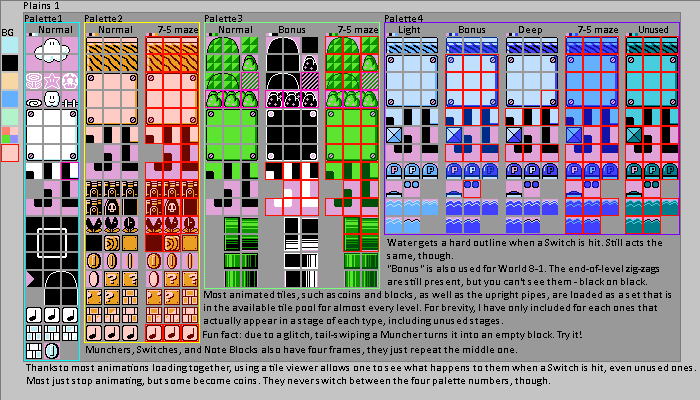 Plains 1
Palette1 Palette2 Palette3 Palette4
BG Normal Normal 7-5 maze Normal Bonus 7-5 maze Light Bonus Deep 7-5 maze Unused
P P P P P P P P P P P P P P P
Water gets a hard outline when a Switch is hit. Still acts the
same, though.
"Bonus" is also used for World 8-1. The end-of-level zig-zags
are still present, but you can't see them - black on black.
Most animated tiles, such as coins and blocks, as well as the upright pipes, are loaded as a set that is
in the available tile pool for almost every level. For brevity, I have only included for each ones that
actually appear in a stage of each type, including unused stages.
Fun fact: due to a glitch, tail-swiping a Muncher turns it into an empty block. Try it!
Munchers, Switches, and Note Blocks also have four frames, they just repeat the middle one.
Thanks to most animations loading together, using a tile viewer allows one to see what happens to them when a Switch is hit, even unused ones.
Most just stop animating, but some become coins. They never switch between the four palette numbers, though.